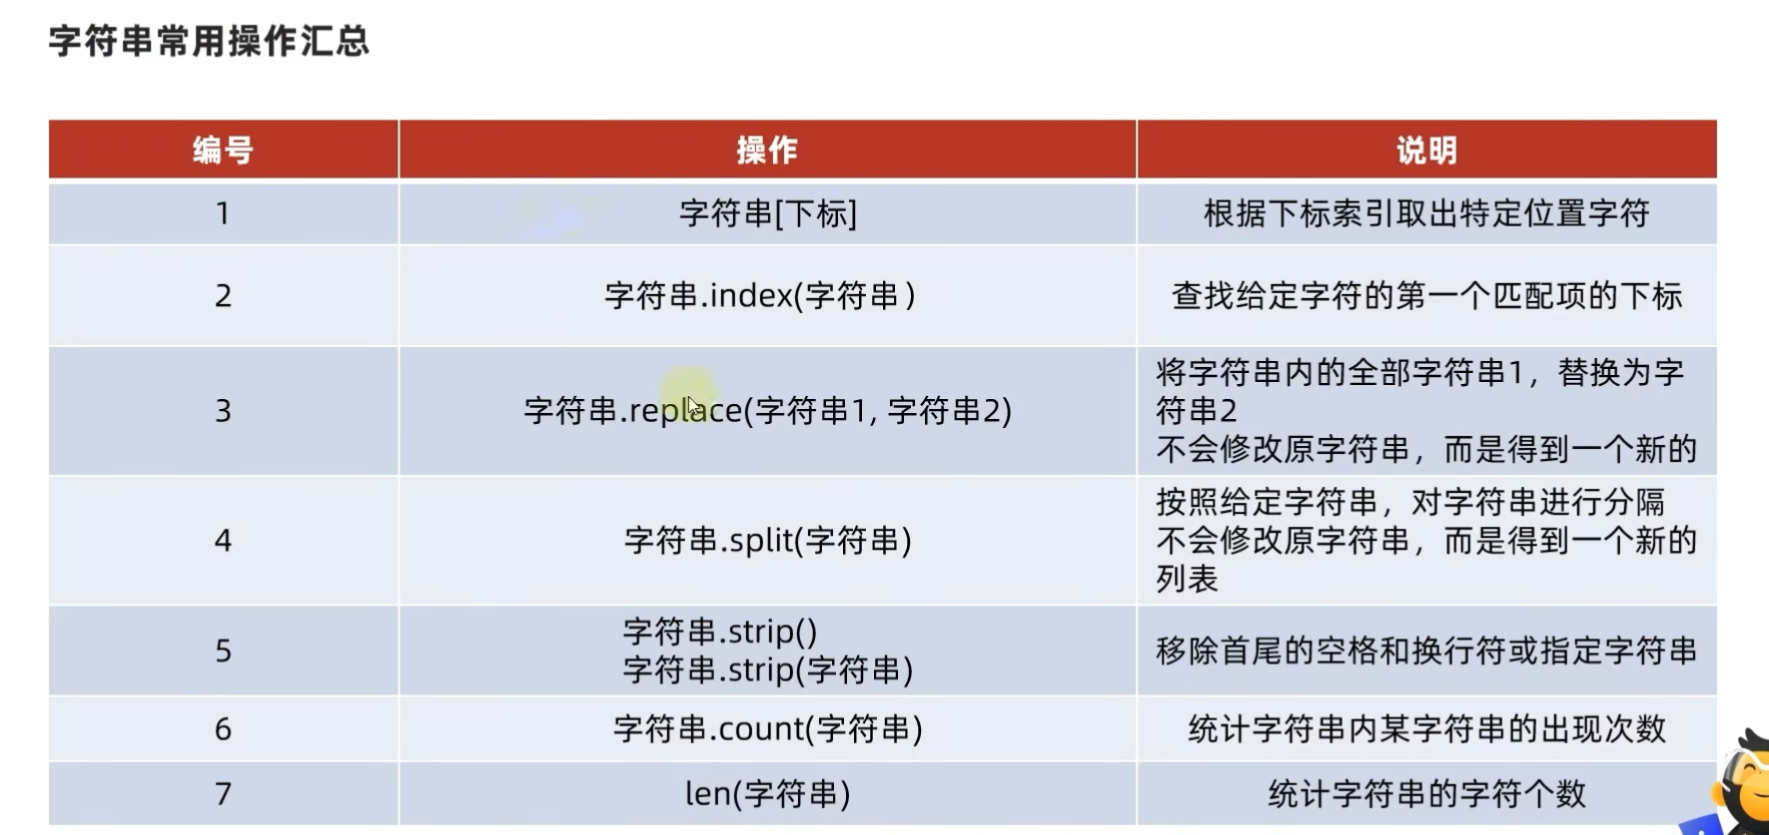 字符串常用操作汇总
编号 操作 说明
1 字符串[下标] 根据下标索引取出特定位置字符
2 字符串.index(字符串) 查找给定字符的第一个匹配项的下标
3 字符串.replace(字符串1, 字符串2) 将字符串内的全部字符串1，替换为字
符串2
不会修改原字符串，而是得到一个新的
4 字符串.split(字符串) 按照给定字符串，对字符串进行分隔
不会修改原字符串，而是得到一个新的
列表
5 字符串.strip()
字符串.strip(字符串) 移除首尾的空格和换行符或指定字符串
6 字符串.count(字符串) 统计字符串内某字符串的出现次数
7 len(字符串) 统计字符串的字符个数